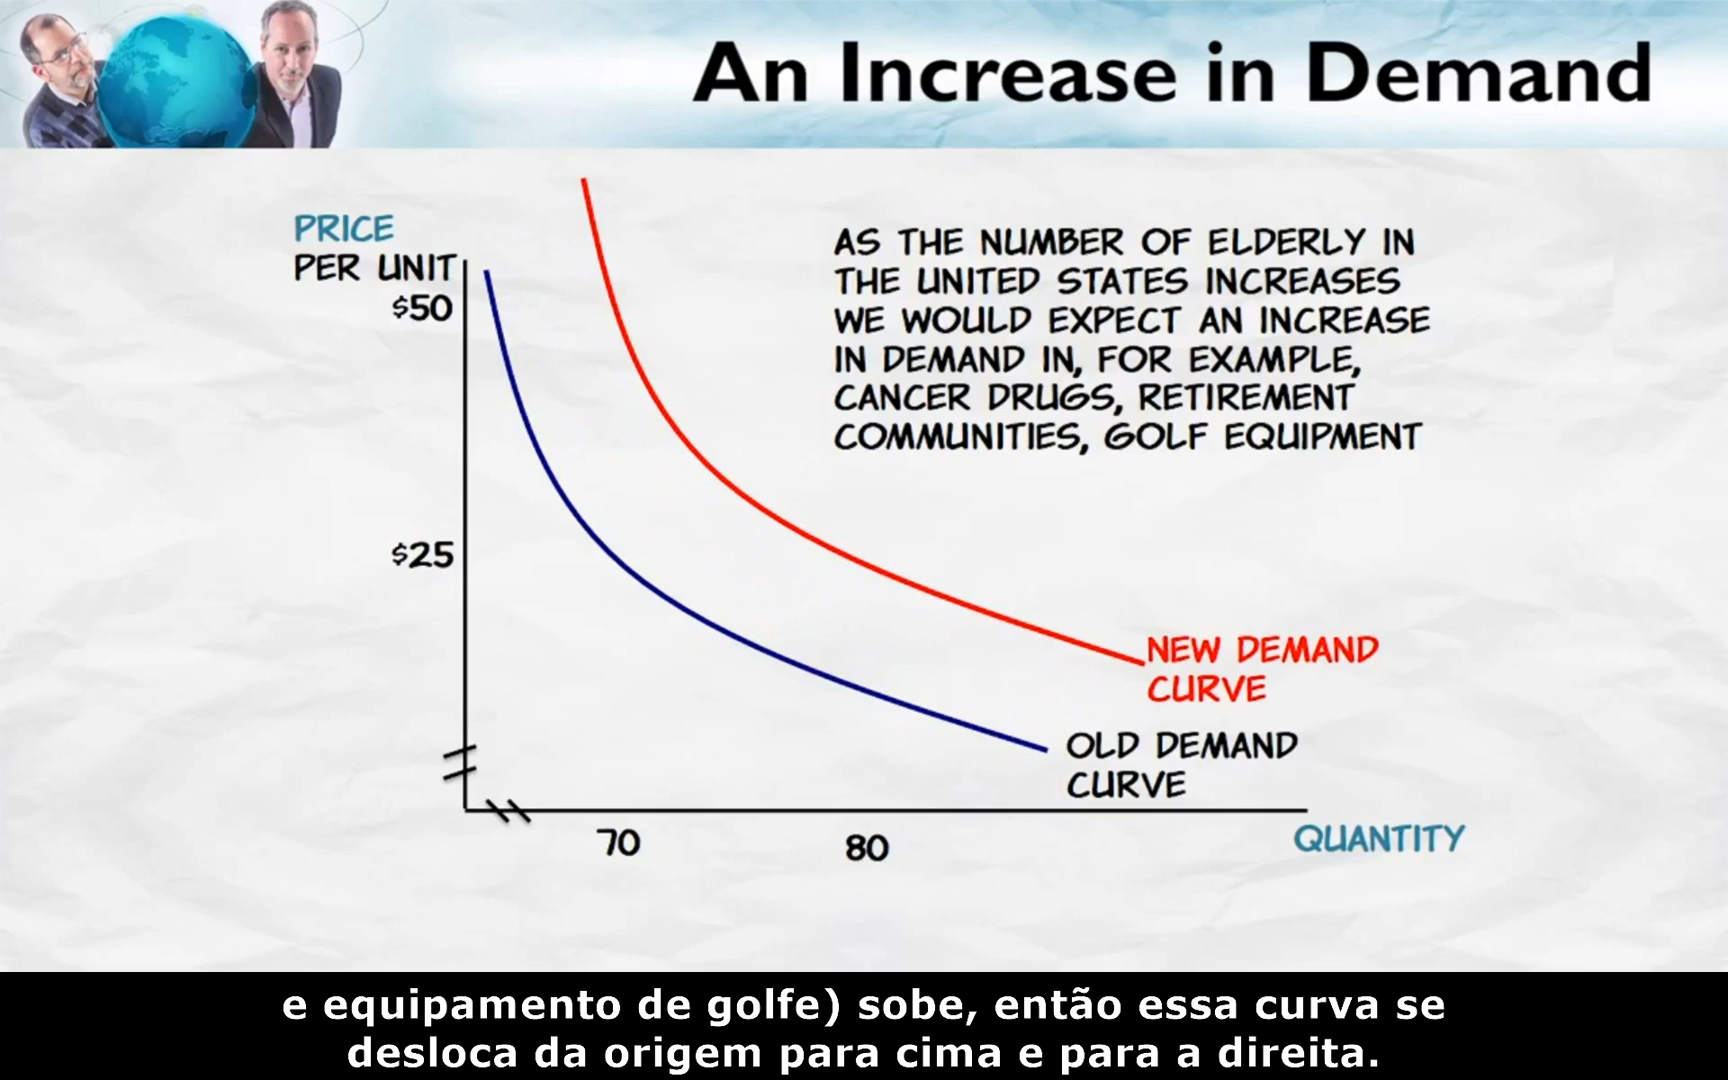 An Increase in Demand
PRICE
PER UNIT
$50
$25
AS THE NUMBER OF ELDERLY IN
THE UNITED STATES INCREASES
WE WOULD EXPECT AN INCREASE
IN DEMAND IN, FOR EXAMPLE,
CANCER DRUGS, RETIREMENT
COMMUNITIES, GOLF EQUIPMENT
NEW DEMAND
CURVE
OLD DEMAND
CURVE
70
80
QUANTITY
e equipamento de golfe) sobe, então essa curva se
desloca da origem para cima e para a direita.